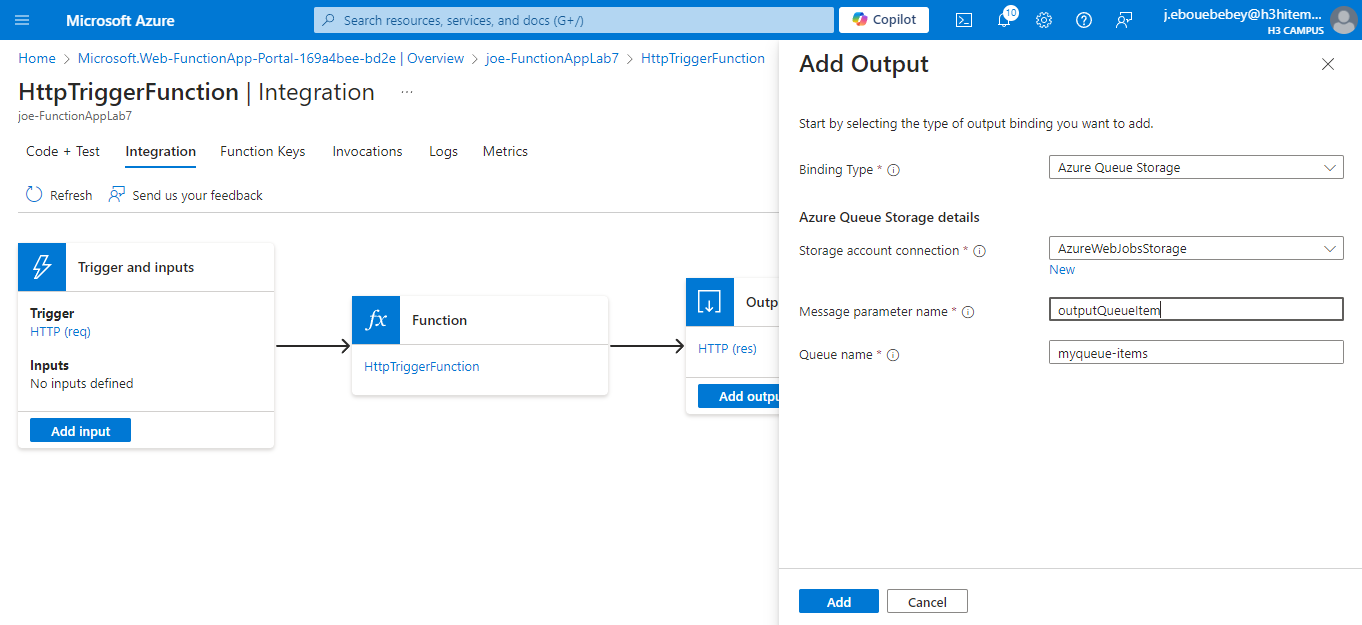 Microsoft Azure
Search resources, services, and docs (G+/)
Copilot
10
j.ebouebebey@h3hitem...
H3 CAMPUS
Home > Microsoft.Web-FunctionApp-Portal-169a4bee-bd2e | Overview > joe-FunctionAppLab7 > HttpTriggerFunction
HttpTriggerFunction | Integration ...
joe-FunctionAppLab7
Code + Test Integration Function Keys Invocations Logs Metrics
Refresh Send us your feedback
Trigger and inputs
Trigger
HTTP (req)
Inputs
No inputs defined
Add input
fx Function
HttpTriggerFunction
Outp
HTTP (res)
Add outpu
Add Output
Start by selecting the type of output binding you want to add.
Binding Type * Azure Queue Storage
Azure Queue Storage details
Storage account connection * AzureWebJobsStorage
New
Message parameter name * outputQueueItem
Queue name * myqueue-items
Add Cancel